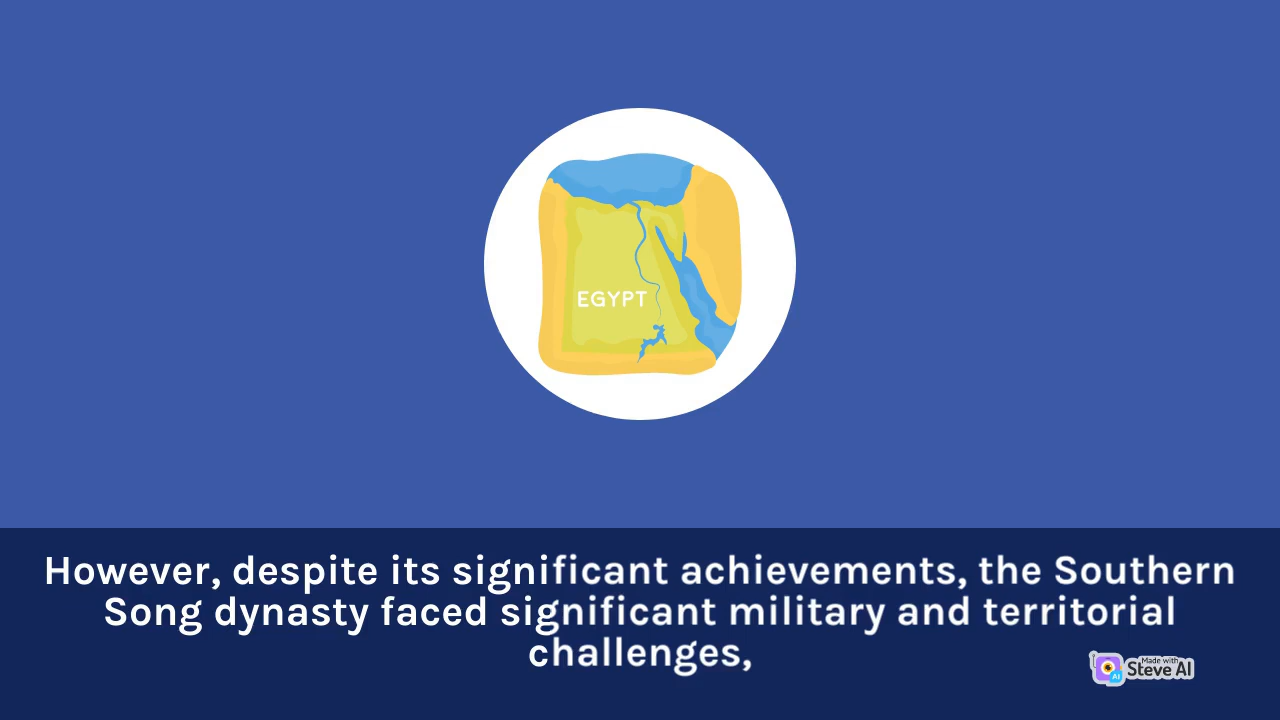 EGYPT
However, despite its significant achievements, the Southern
Song dynasty faced significant military and territorial
challenges,
Made with
Steve AI
AI